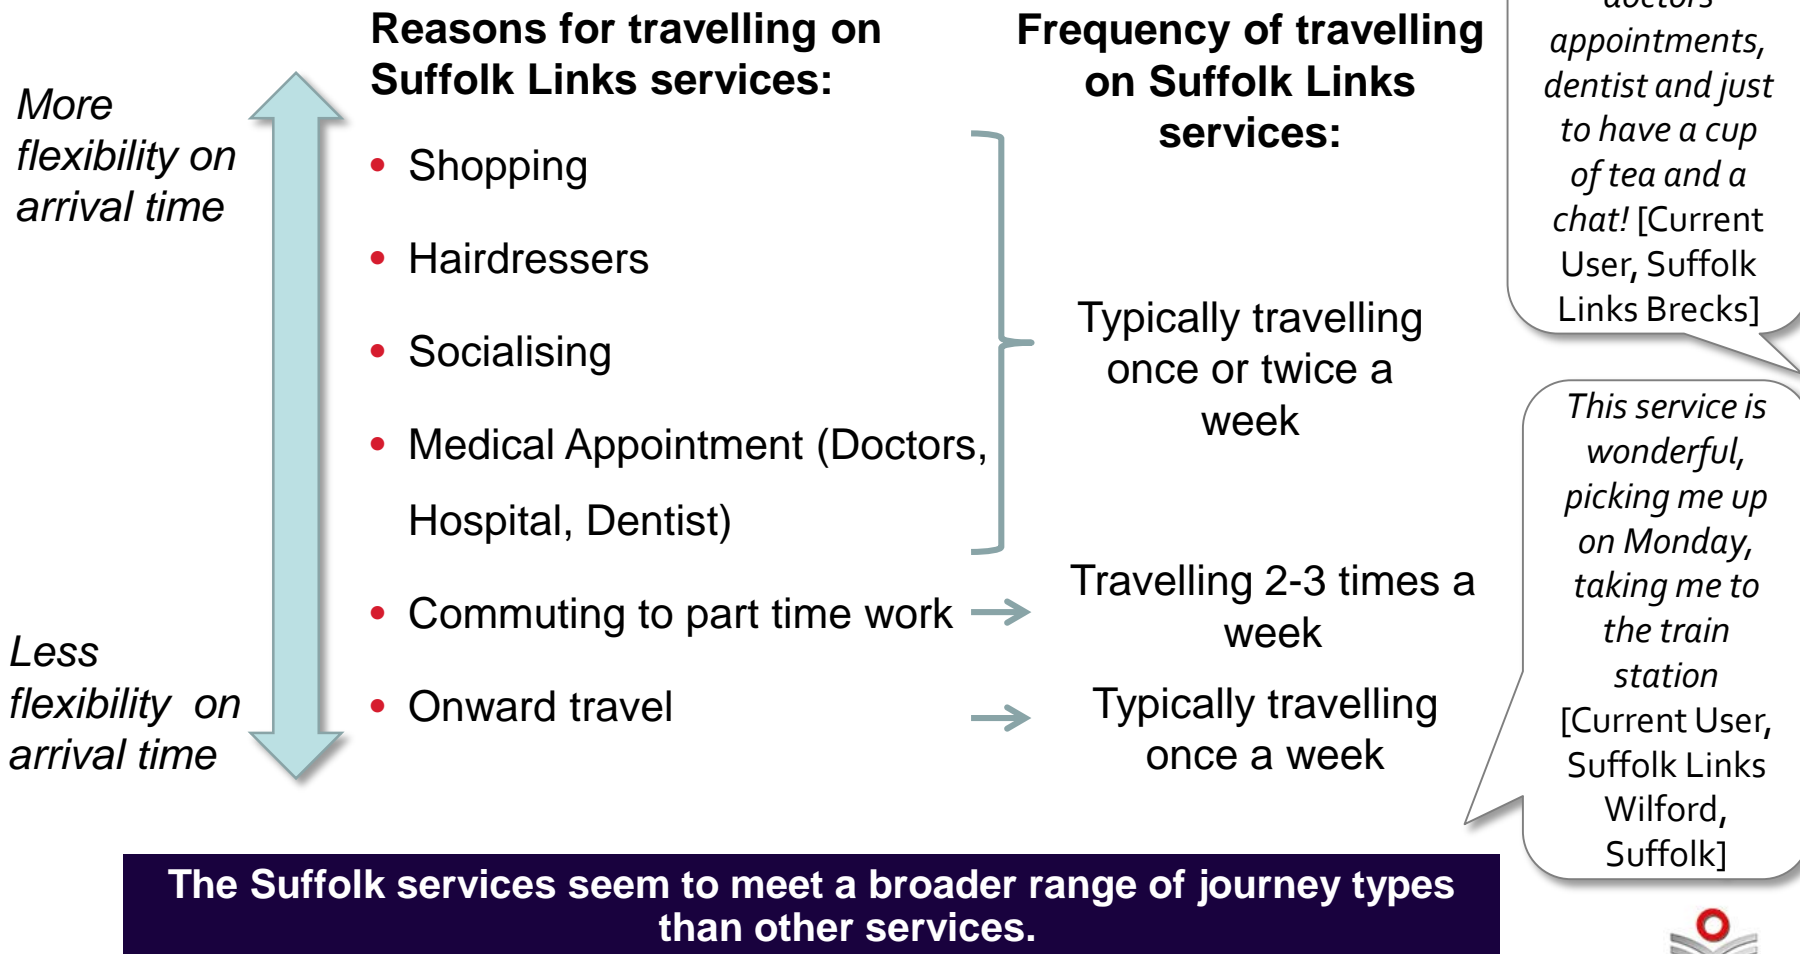 Reasons for travelling on
Suffolk Links services:
Frequency of travelling
on Suffolk Links
services:
More
flexibility on
arrival time
Less
flexibility on
arrival time
• Shopping
• Hairdressers
• Socialising
• Medical Appointment (Doctors,
Hospital, Dentist)
• Commuting to part time work
• Onward travel
Typically travelling
once or twice a
week
Travelling 2-3 times a
week
Typically travelling
once a week
doctors
appointments,
dentist and just
to have a cup
of tea and a
chat! [Current
User, Suffolk
Links Brecks]
This service is
wonderful,
picking me up
on Monday,
taking me to
the train
station
[Current User,
Suffolk Links
Wilford,
Suffolk]
The Suffolk services seem to meet a broader range of journey types
than other services.